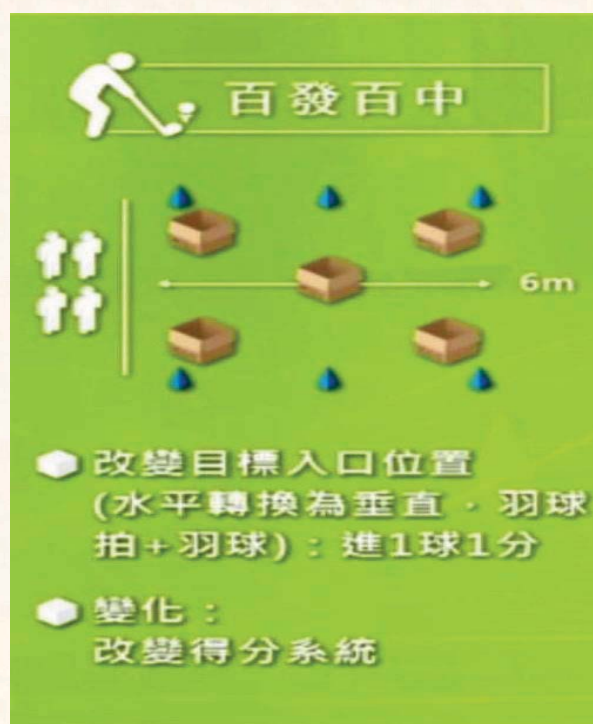 百發百中
6m
改變目標入口位置
(水平轉換為垂直，羽球
拍+羽球)：進1球1分
變化：
改變得分系統